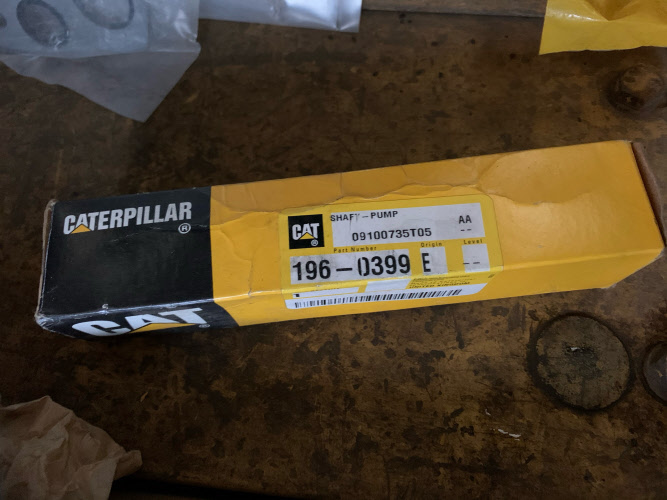 CATERPILLAR®
CAT
CAT®
SHAFT-PUMP
AA
09100735T05
--
Part Number
Origin
Level
196-0399
E
--